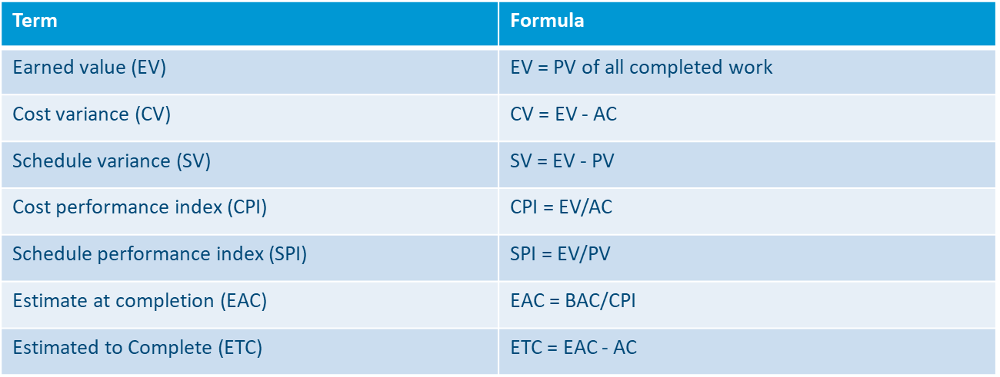 Term Formula
Earned value (EV) EV = PV of all completed work
Cost variance (CV) CV = EV - AC
Schedule variance (SV) SV = EV - PV
Cost performance index (CPI) CPI = EV/AC
Schedule performance index (SPI) SPI = EV/PV
Estimate at completion (EAC) EAC = BAC/CPI
Estimated to Complete (ETC) ETC = EAC - AC